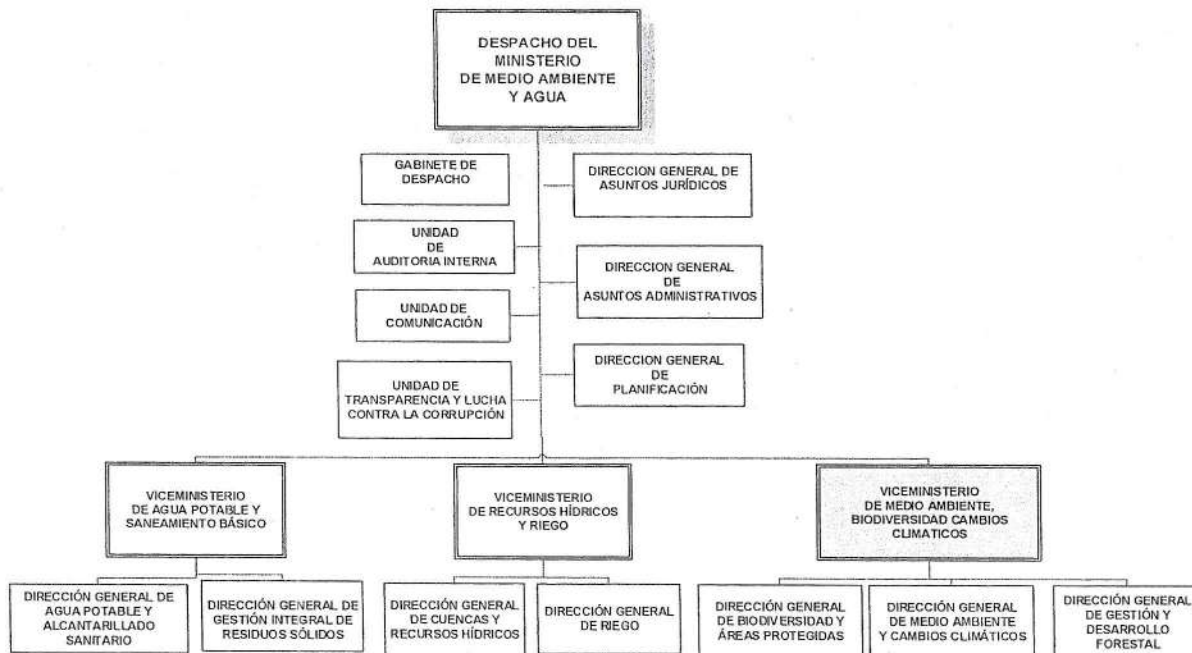 DESPACHO DEL
MINISTERIO
DE MEDIO AMBIENTE
Y AGUA
GABINETE DE
DESPACHO
DIRECCION GENERAL DE
ASUNTOS JURÍDICOS
UNIDAD
DE
AUDITORIA INTERNA
DIRECCION GENERAL
DE
ASUNTOS ADMINISTRATIVOS
UNIDAD DE
COMUNICACIÓN
DIRECCION GENERAL
DE
PLANIFICACIÓN
UNIDAD DE
TRANSPARENCIA Y LUCHA
CONTRA LA CORRUPCIÓN
VICEMINISTERIO
DE AGUA POTABLE Y
SANEAMIENTO BÁSICO
VICEMINISTERIO
DE RECURSOS HÍDRICOS
Y RIEGO
VICEMINISTERIO
DE MEDIO AMBIENTE,
BIODIVERSIDAD CAMBIOS
CLIMATICOS
DIRECCIÓN GENERAL DE
AGUA POTABLE Y
ALCANTARILLADO
SANITARIO
DIRECCIÓN GENERAL DE
GESTIÓN INTEGRAL DE
RESIDUOS SÓLIDOS
DIRECCIÓN GENERAL
DE CUENCAS Y
RECURSOS HÍDRICOS
DIRECCIÓN GENERAL
DE RIEGO
DIRECCIÓN GENERAL
DE BIODIVERSIDAD Y
ÁREAS PROTEGIDAS
DIRECCIÓN GENERAL
DE MEDIO AMBIENTE
Y CAMBIOS CLIMÁTICOS
DIRECCIÓN GENERAL
DE GESTIÓN Y
DESARROLLO
FORESTAL